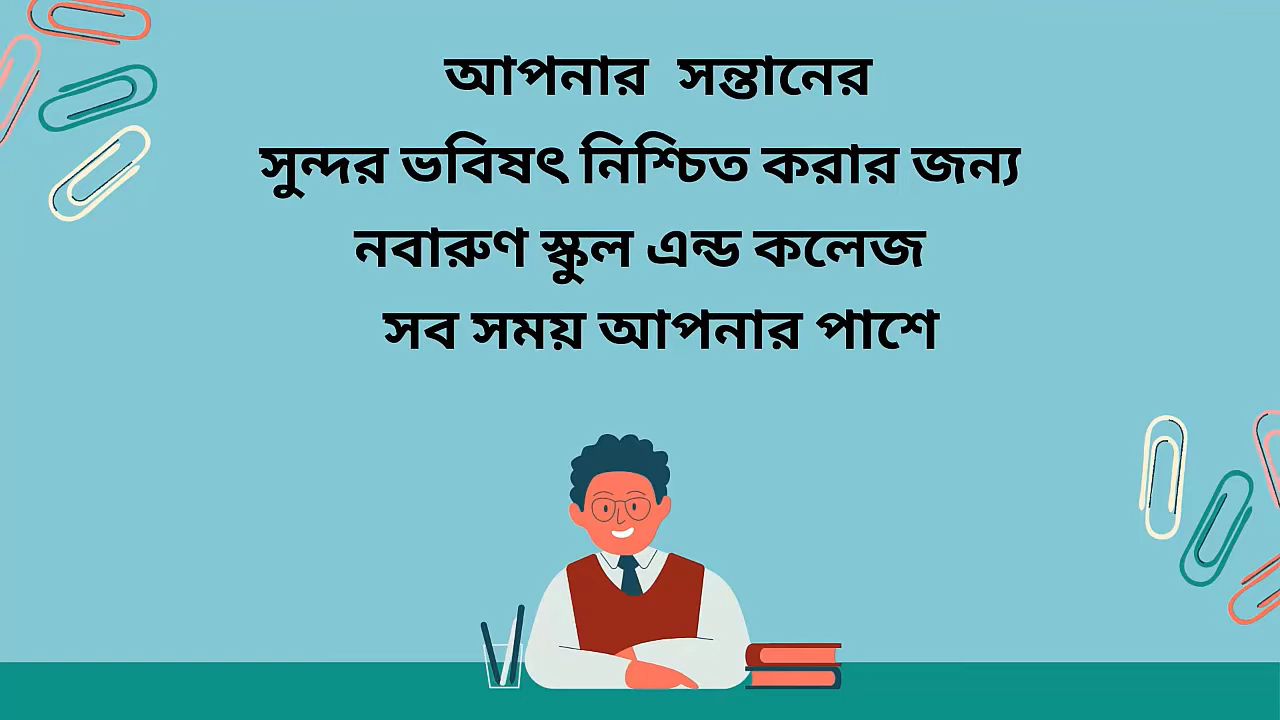 আপনার সন্তানের
সুন্দর ভবিষৎ নিশ্চিত করার জন্য
নবারুণ স্কুল এন্ড কলেজ
সব সময় আপনার পাশে